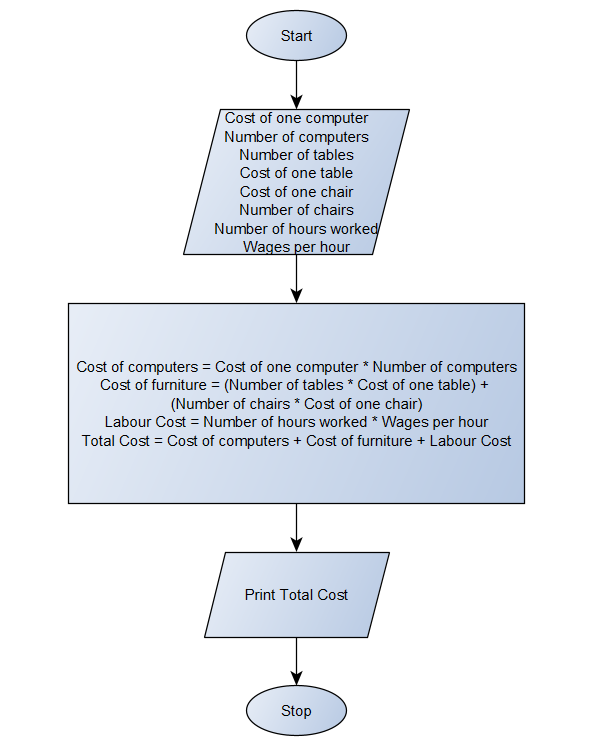 Start
Cost of one computer
Number of computers
Number of tables
Cost of one table
Cost of one chair
Number of chairs
Number of hours worked
Wages per hour
Cost of computers = Cost of one computer * Number of computers
Cost of furniture = (Number of tables * Cost of one table) +
(Number of chairs * Cost of one chair)
Labour Cost = Number of hours worked * Wages per hour
Total Cost = Cost of computers + Cost of furniture + Labour Cost
Print Total Cost
Stop